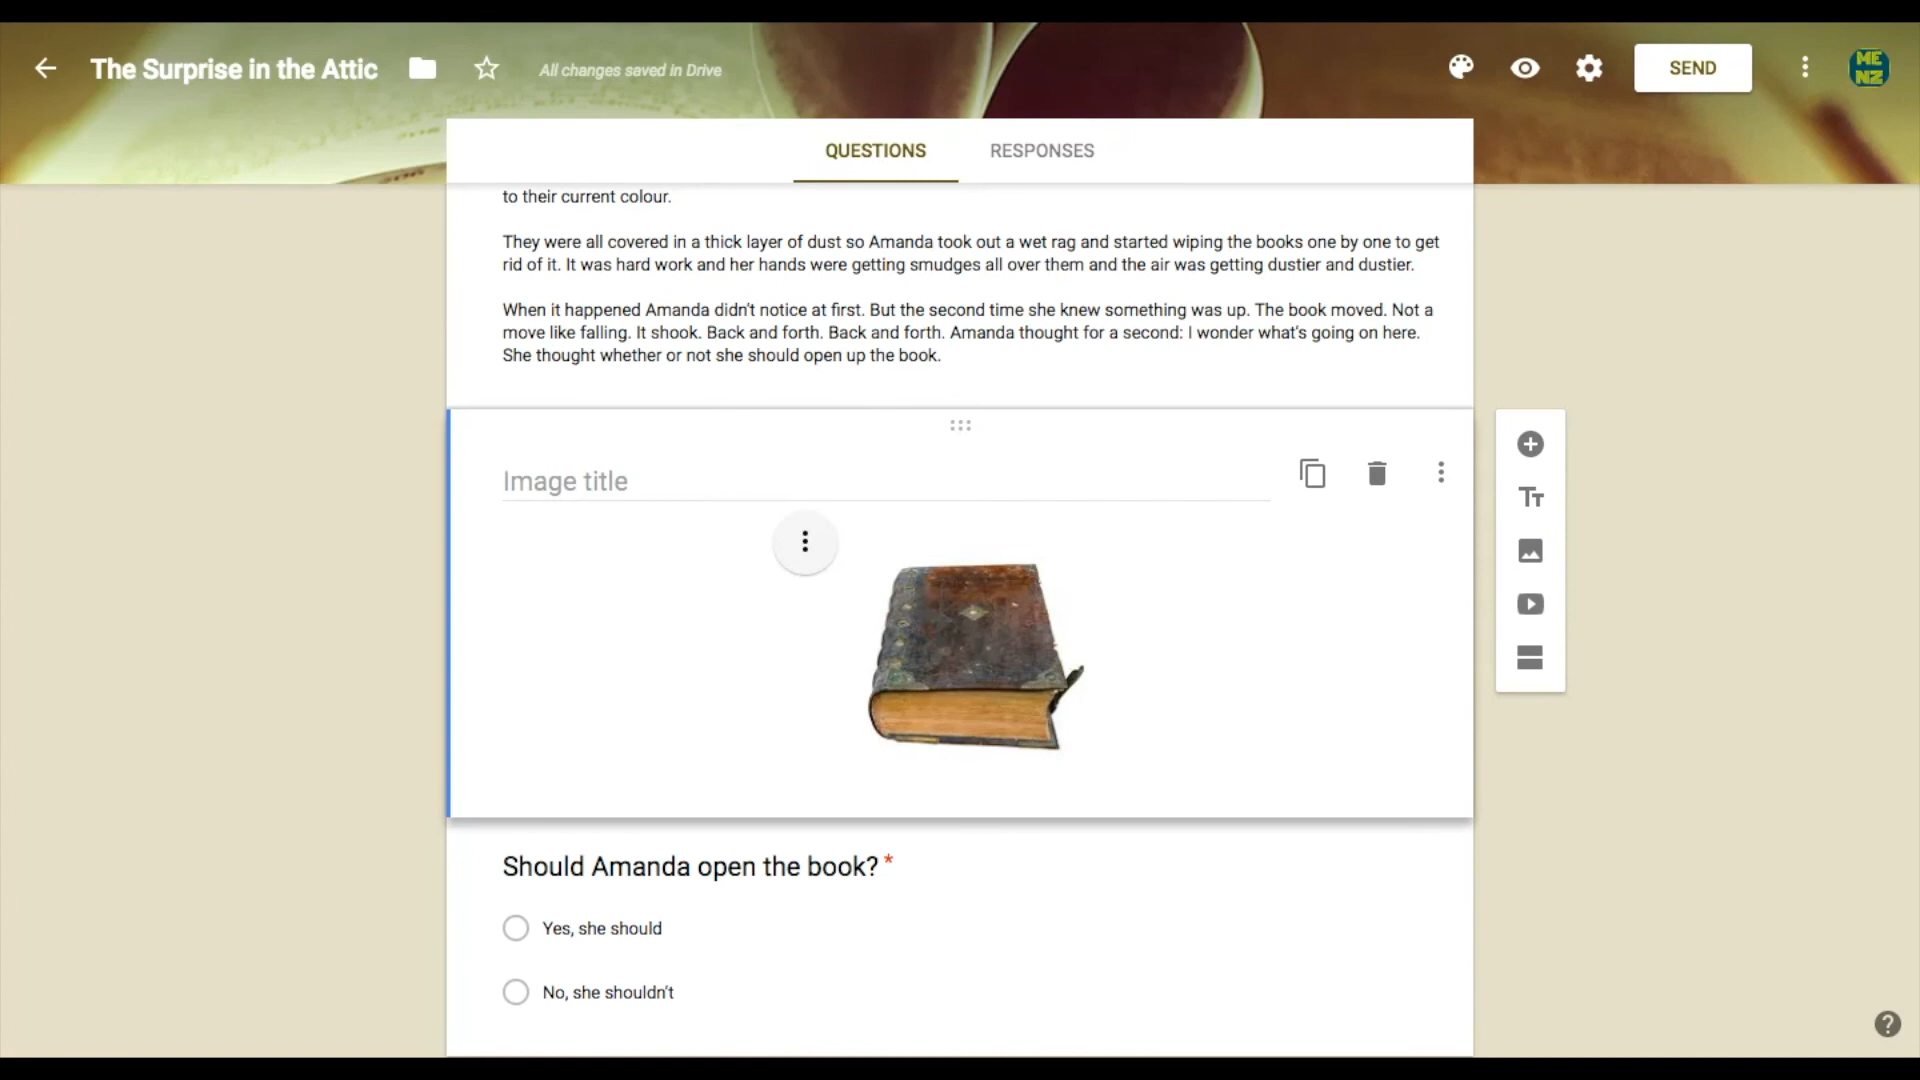 The Surprise in the Attic
All changes saved in Drive
SEND
ME
NZ
QUESTIONS
RESPONSES
to their current colour.
They were all covered in a thick layer of dust so Amanda took out a wet rag and started wiping the books one by one to get
rid of it. It was hard work and her hands were getting smudges all over them and the air was getting dustier and dustier.
When it happened Amanda didn't notice at first. But the second time she knew something was up. The book moved. Not a
move like falling. It shook. Back and forth. Back and forth. Amanda thought for a second: I wonder what's going on here.
She thought whether or not she should open up the book.
Image title
Tт
Should Amanda open the book? *
Yes, she should
No, she shouldn't
?